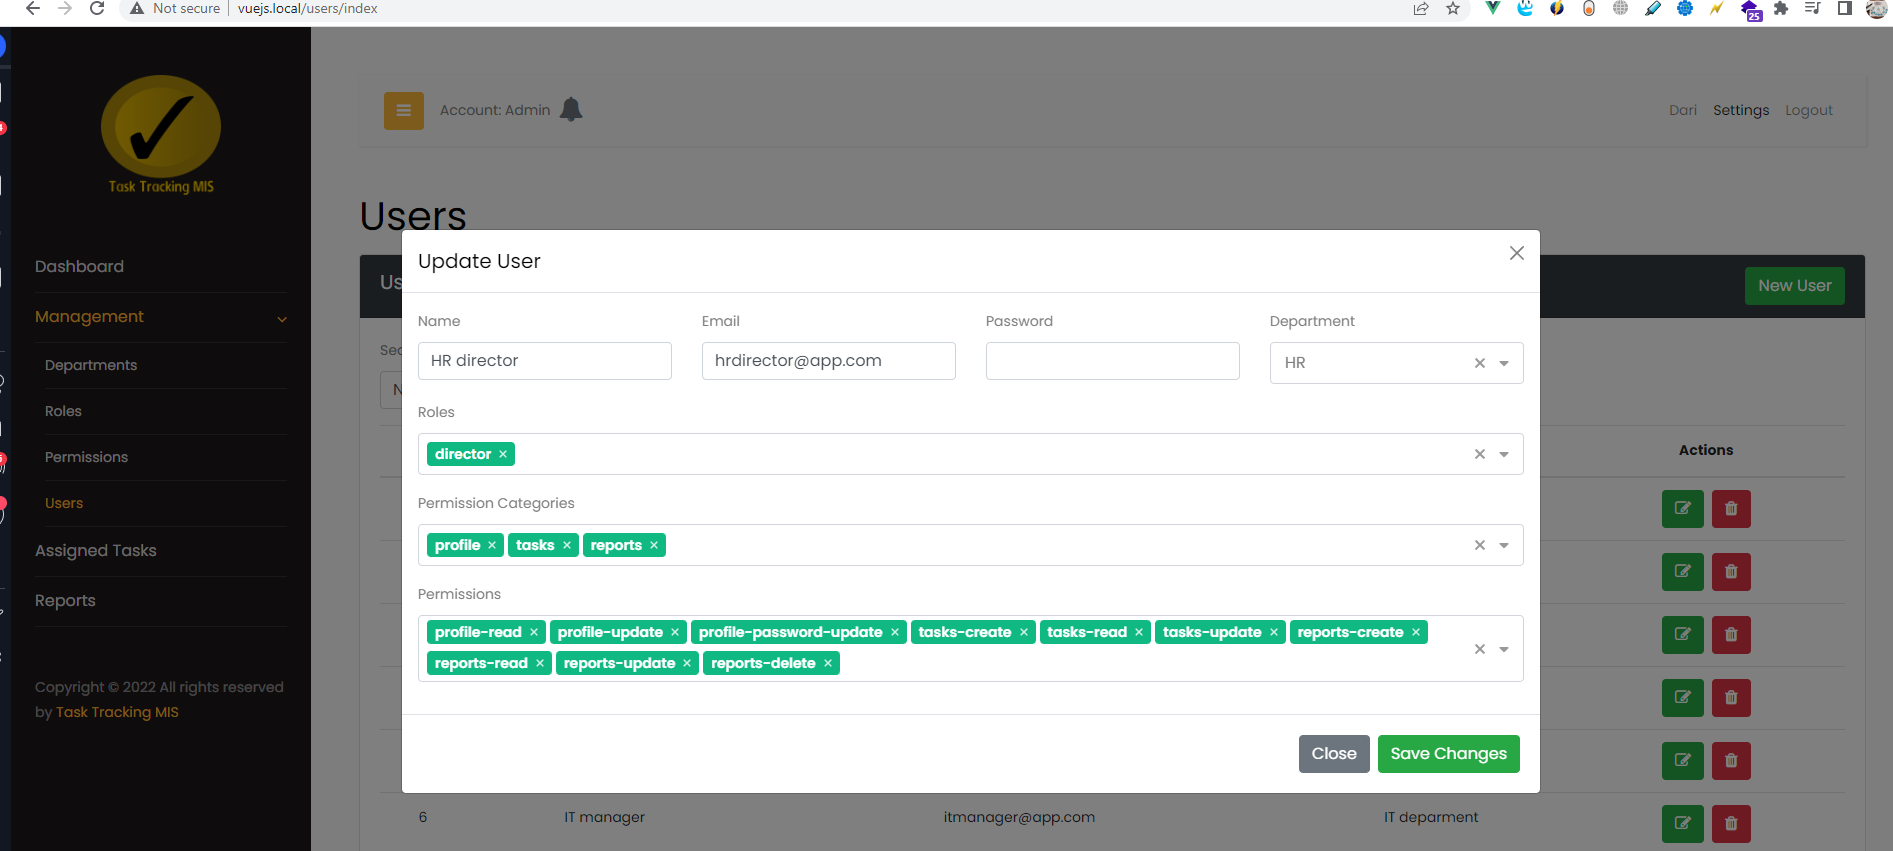 Not secure | vuejs.local/users/index
25
Task Tracking MIS
Account: Admin
Dari Settings Logout
Users
Dashboard
Management
Departments
Roles
Permissions
Users
Assigned Tasks
Reports
Copyright © 2022 All rights reserved
by Task Tracking MIS
New User
Update User
Name Email Password Department
HR director hrdirector@app.com HR
Roles
director ×
Permission Categories
profile × tasks × reports ×
Permissions
profile-read × profile-update × profile-password-update × tasks-create × tasks-read × tasks-update × reports-create ×
reports-read × reports-update × reports-delete ×
Close Save Changes
Actions
6 IT manager itmanager@app.com IT deparment